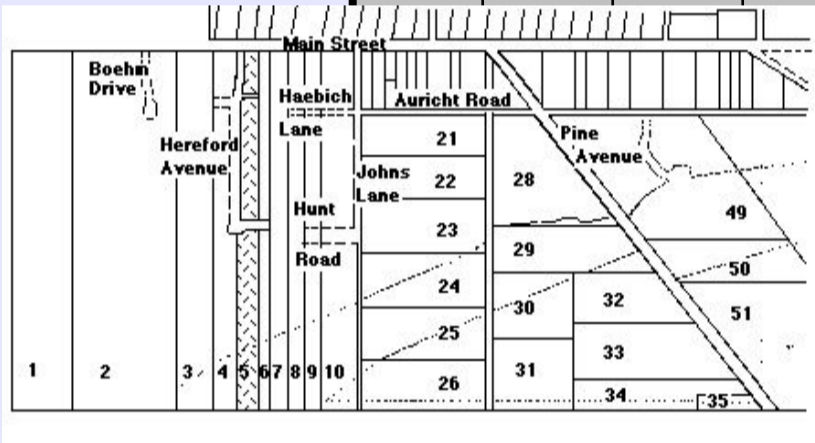 Main Street
Boehm
Drive
Haebich
Lane
Auricht Road
Hereford
Avenue
Pine
Avenue
Johns
Lane
Hunt
Road
21
22
23
24
25
26
28
29
30
31
32
33
34
35
49
50
51
1
2
3
4
5
6
7
8
9
10